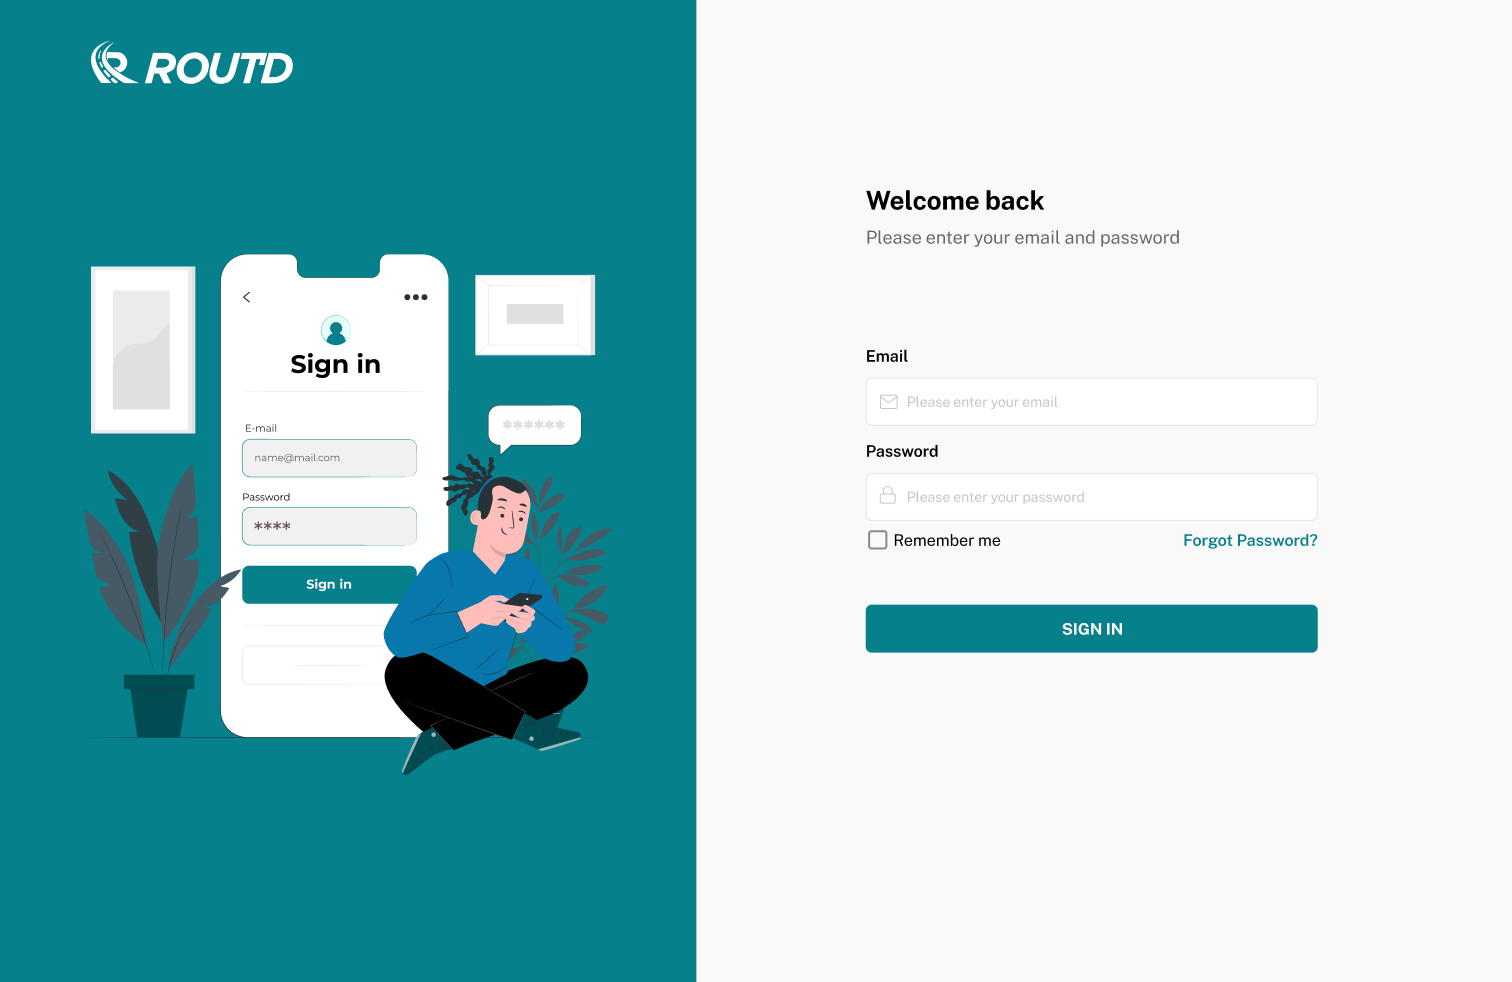 ROUT'D
Sign in
E-mail
name@mail.com
Password
****
Sign in
******
Welcome back
Please enter your email and password
Email
Please enter your email
Password
Please enter your password
Remember me
Forgot Password?
SIGN IN